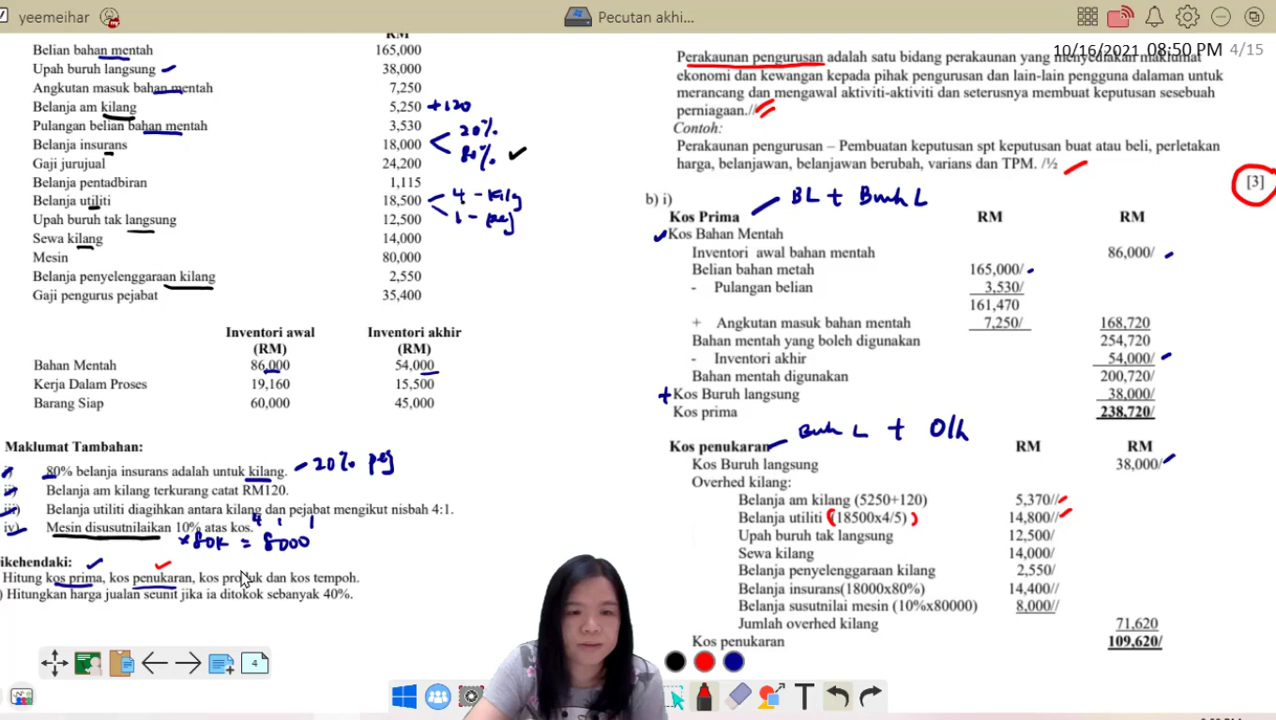 yeemeihar
Pecutan akhi...
10/16/2021 08:50 PM 4/15
RM
Belian bahan mentah 165,000
Upah buruh langsung 38,000
Angkutan masuk bahan mentah 7,250
Belanja am kilang 5,250 +120
Pulangan belian bahan mentah 3,530
20%
Belanja insurans 18,000
80%
Gaji jurujual 24,200
Belanja pentadbiran 1,115
Belanja utiliti 18,500
4 - kilg
1 - pej
Upah buruh tak langsung 12,500
Sewa kilang 14,000
Mesin 80,000
Belanja penyelenggaraan kilang 2,550
Gaji pengurus pejabat 35,400
Inventori awal Inventori akhir
(RM) (RM)
Bahan Mentah 86,000 54,000
Kerja Dalam Proses 19,160 15,500
Barang Siap 60,000 45,000
Maklumat Tambahan:
i) 80% belanja insurans adalah untuk kilang. 20% pej
ii) Belanja am kilang terkurang catat RM120.
iii) Belanja utiliti diagihkan antara kilang dan pejabat mengikut nisbah 4:1.
4 1 1
iv) Mesin disusutnilaikan 10% atas kos.
x 80k = 8000
ikehendaki:
Hitung kos prima, kos penukaran, kos produk dan kos tempoh.
) Hitungkan harga jualan seunit jika ia ditokok sebanyak 40%.
4
Perakaunan pengurusan adalah satu bidang perakaunan yang menyediakan maklumat
ekonomi dan kewangan kepada pihak pengurusan dan lain-lain pengguna dalaman untuk
merancang dan mengawal aktiviti-aktiviti dan seterusnya membuat keputusan sesebuah
perniagaan.//
Contoh:
Perakaunan pengurusan – Pembuatan keputusan spt keputusan buat atau beli, perletakan
harga, belanjawan, belanjawan berubah, varians dan TPM. /½
[3]
b) i) BL + Buruh L
Kos Prima RM RM
Kos Bahan Mentah
Inventori awal bahan mentah 86,000/
Belian bahan metah 165,000/
- Pulangan belian 3,530/
161,470
+ Angkutan masuk bahan mentah 7,250/ 168,720
Bahan mentah yang boleh digunakan 254,720
- Inventori akhir 54,000/
Bahan mentah digunakan 200,720/
+ Kos Buruh langsung 38,000/
Kos prima 238,720/
Buruh L + O/h
Kos penukaran RM RM
Kos Buruh langsung 38,000/
Overhed kilang:
Belanja am kilang (5250+120) 5,370//
Belanja utiliti (18500x4/5) 14,800//
Upah buruh tak langsung 12,500/
Sewa kilang 14,000/
Belanja penyelenggaraan kilang 2,550/
Belanja insurans(18000x80%) 14,400//
Belanja susutnilai mesin (10%x80000) 8,000//
Jumlah overhed kilang 71,620
Kos penukaran 109,620/